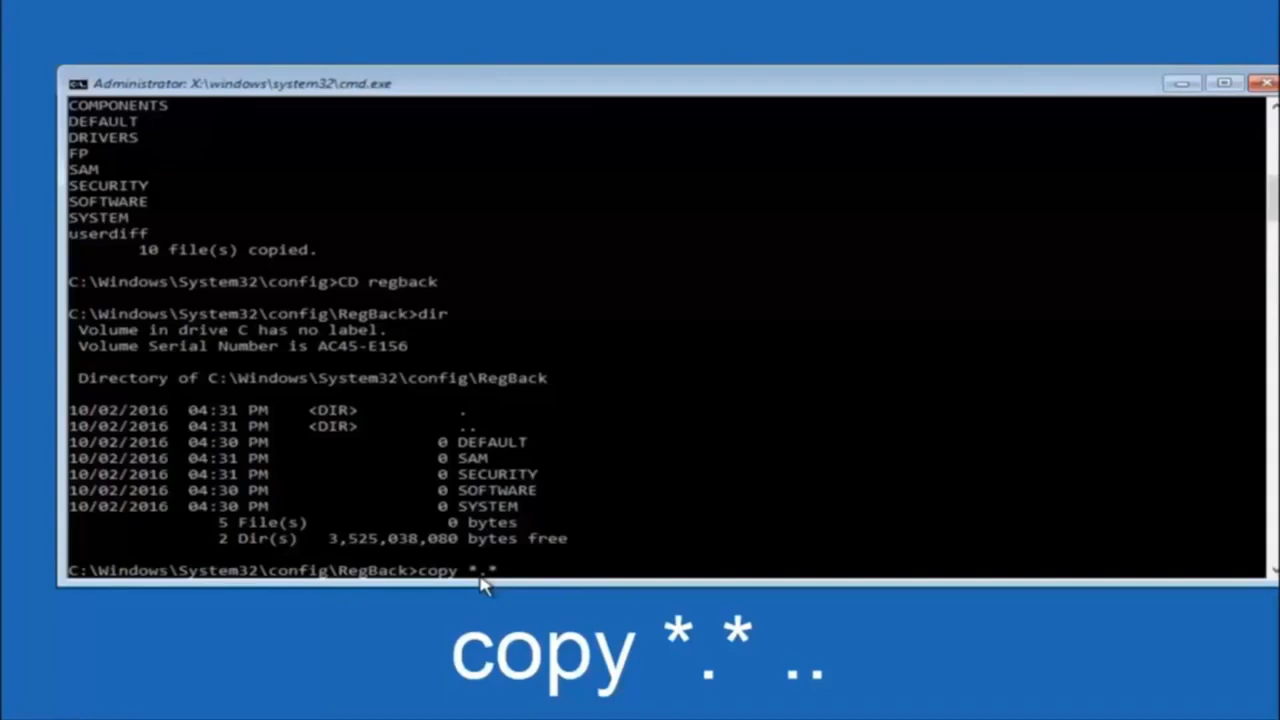 Administrator: X:\windows\system32\cmd.exe
COMPONENTS
DEFAULT
DRIVERS
FP
SAM
SECURITY
SOFTWARE
SYSTEM
userdiff
10 file(s) copied.
C:\Windows\System32\config>CD regback
C:\Windows\System32\config\RegBack>dir
Volume in drive C has no label.
Volume Serial Number is AC45-E156
Directory of C:\Windows\System32\config\RegBack
10/02/2016 04:31 PM <DIR> .
10/02/2016 04:31 PM <DIR> ..
10/02/2016 04:30 PM 0 DEFAULT
10/02/2016 04:31 PM 0 SAM
10/02/2016 04:31 PM 0 SECURITY
10/02/2016 04:30 PM 0 SOFTWARE
10/02/2016 04:30 PM 0 SYSTEM
5 File(s) 0 bytes
2 Dir(s) 3,525,038,080 bytes free
C:\Windows\System32\config\RegBack>copy *.*
copy *.* ..